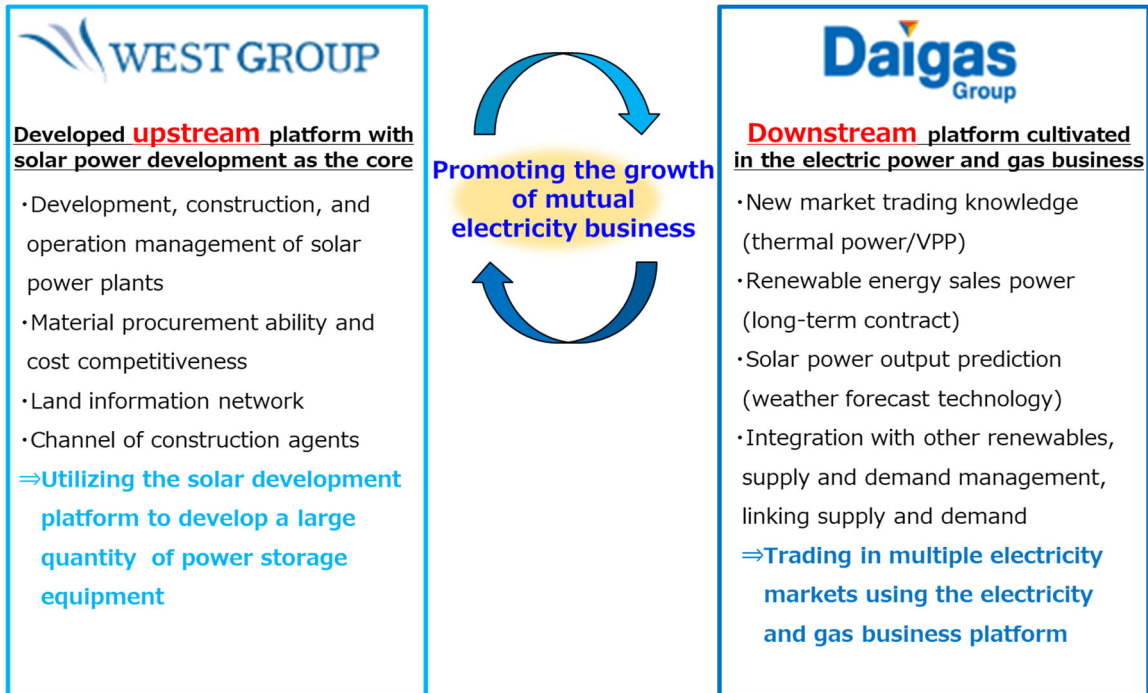 WEST GROUP
Developed upstream platform with
solar power development as the core
・Development, construction, and
operation management of solar
power plants
・Material procurement ability and
cost competitiveness
・Land information network
・Channel of construction agents
⇒Utilizing the solar development
platform to develop a large
quantity of power storage
equipment
Promoting the growth
of mutual
electricity business
Daigas
Group
Downstream platform cultivated
in the electric power and gas business
・New market trading knowledge
(thermal power/VPP)
・Renewable energy sales power
(long-term contract)
・Solar power output prediction
(weather forecast technology)
・Integration with other renewables,
supply and demand management,
linking supply and demand
⇒Trading in multiple electricity
markets using the electricity
and gas business platform